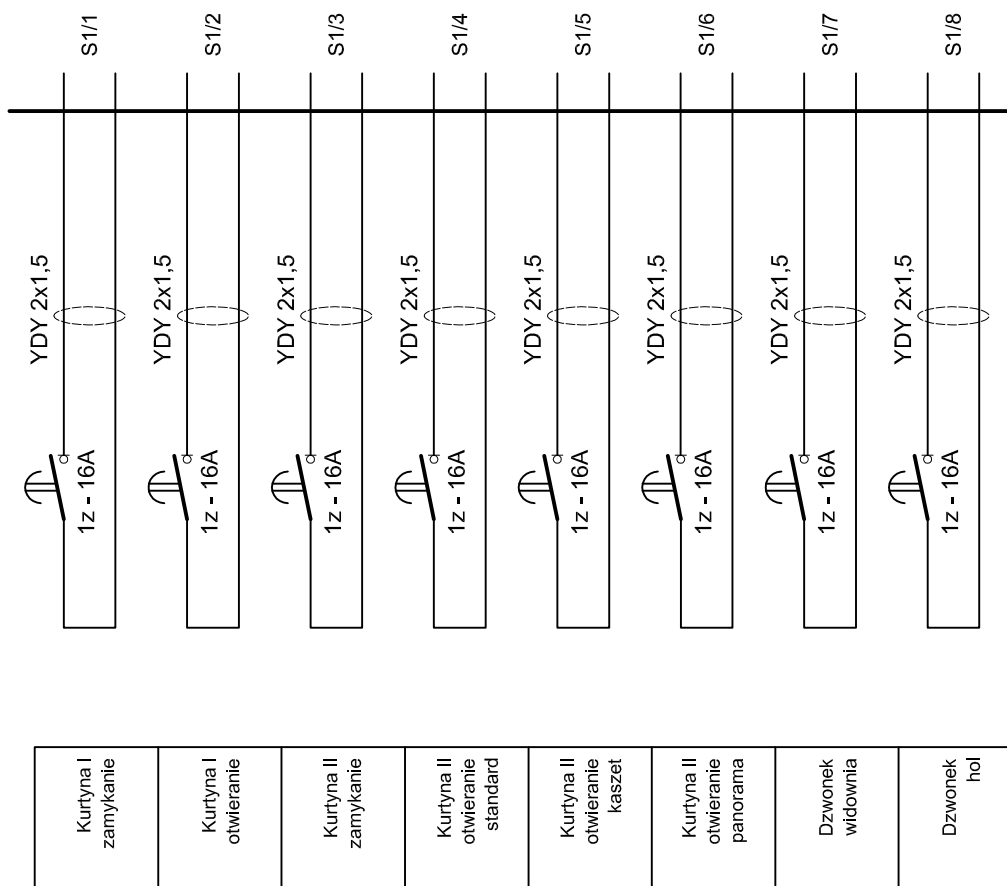 S1/1
S1/2
S1/3
S1/4
S1/5
S1/6
S1/7
S1/8
YDY 2x1,5
YDY 2x1,5
YDY 2x1,5
YDY 2x1,5
YDY 2x1,5
YDY 2x1,5
YDY 2x1,5
YDY 2x1,5
1z - 16A
1z - 16A
1z - 16A
1z - 16A
1z - 16A
1z - 16A
1z - 16A
1z - 16A
Kurtyna I
zamykanie
Kurtyna I
otwieranie
Kurtyna II
zamykanie
Kurtyna II
otwieranie
standard
Kurtyna II
otwieranie
kaszet
Kurtyna II
otwieranie
panorama
Dzwonek
widownia
Dzwonek
hol